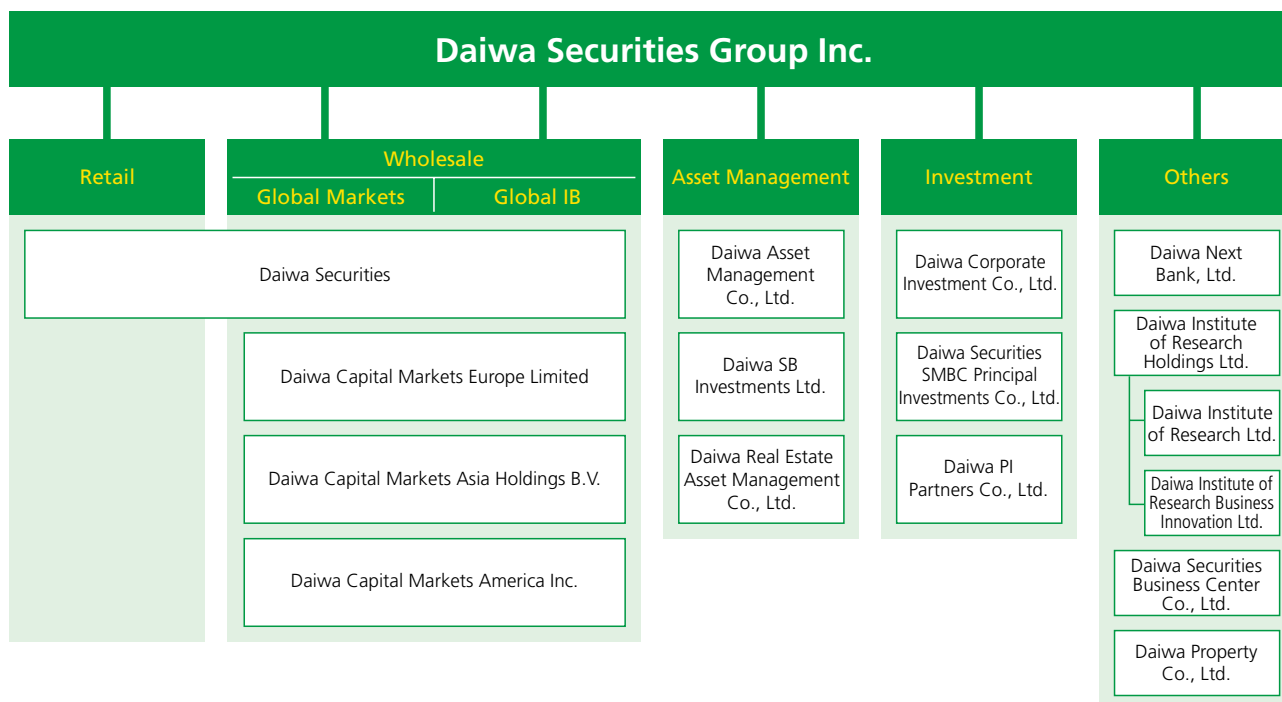 Daiwa Securities Group Inc.
Retail
Wholesale
Global Markets
Global IB
Asset Management
Investment
Others
Daiwa Securities
Daiwa Capital Markets Europe Limited
Daiwa Capital Markets Asia Holdings B.V.
Daiwa Capital Markets America Inc.
Daiwa Asset
Management
Co., Ltd.
Daiwa SB
Investments Ltd.
Daiwa Real Estate
Asset Management
Co., Ltd.
Daiwa Corporate
Investment Co., Ltd.
Daiwa Securities
SMBC Principal
Investments Co., Ltd.
Daiwa PI
Partners Co., Ltd.
Daiwa Next
Bank, Ltd.
Daiwa Institute
of Research
Holdings Ltd.
Daiwa Institute
of Research Ltd.
Daiwa Institute of
Research Business
Innovation Ltd.
Daiwa Securities
Business Center
Co., Ltd.
Daiwa Property
Co., Ltd.